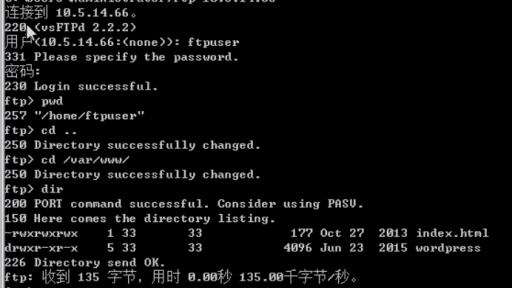 连接到 10.5.14.66。
220 (vsFTPd 2.2.2)
用户(10.5.14.66:(none)): ftpuser
331 Please specify the password.
密码:
230 Login successful.
ftp> pwd
257 "/home/ftpuser"
ftp> cd ..
250 Directory successfully changed.
ftp> cd /var/www/
250 Directory successfully changed.
ftp> dir
200 PORT command successful. Consider using PASV.
150 Here comes the directory listing.
-rwxrwxrwx 1 33 33 177 Oct 27 2013 index.html
drwxr-xr-x 5 33 33 4096 Jun 23 2015 wordpress
226 Directory send OK.
ftp: 收到 135 字节，用时 0.00秒 135.00千字节/秒。